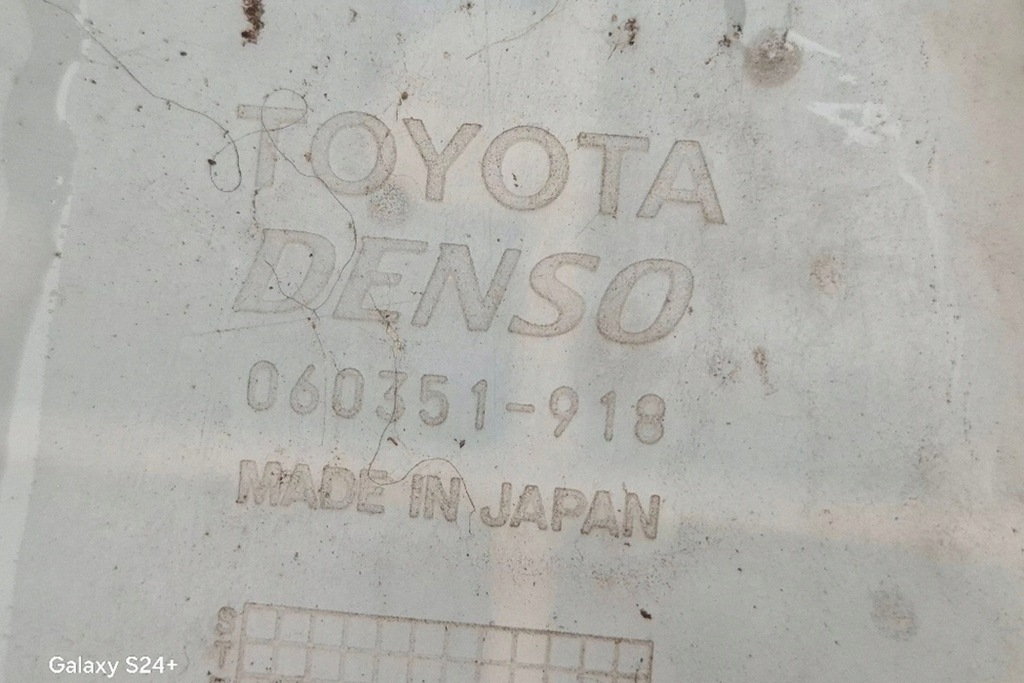 TOYOTA
DENSO
060351-918
MADE IN JAPAN
Galaxy S24+